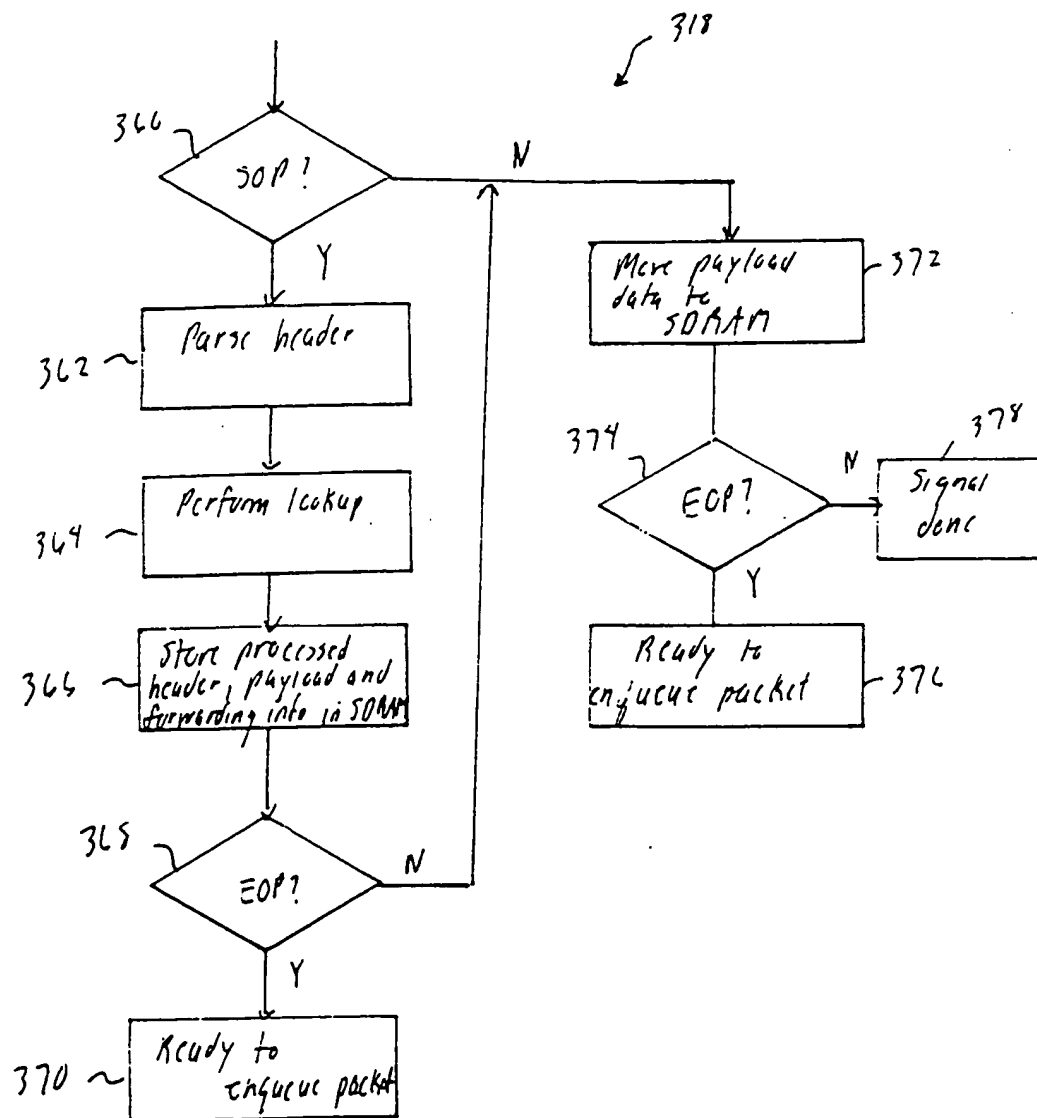 318
360
SOP?
N
Y
Parse header
362
Move payload
data to
SDRAM
372
Perform lookup
364
374
EOP?
N
378
Signal
done
Y
Store processed
header, payload and
forwarding info in SDRAM
366
Ready to
enqueue packet
376
368
EOP?
N
Y
Ready to
enqueue packet
370